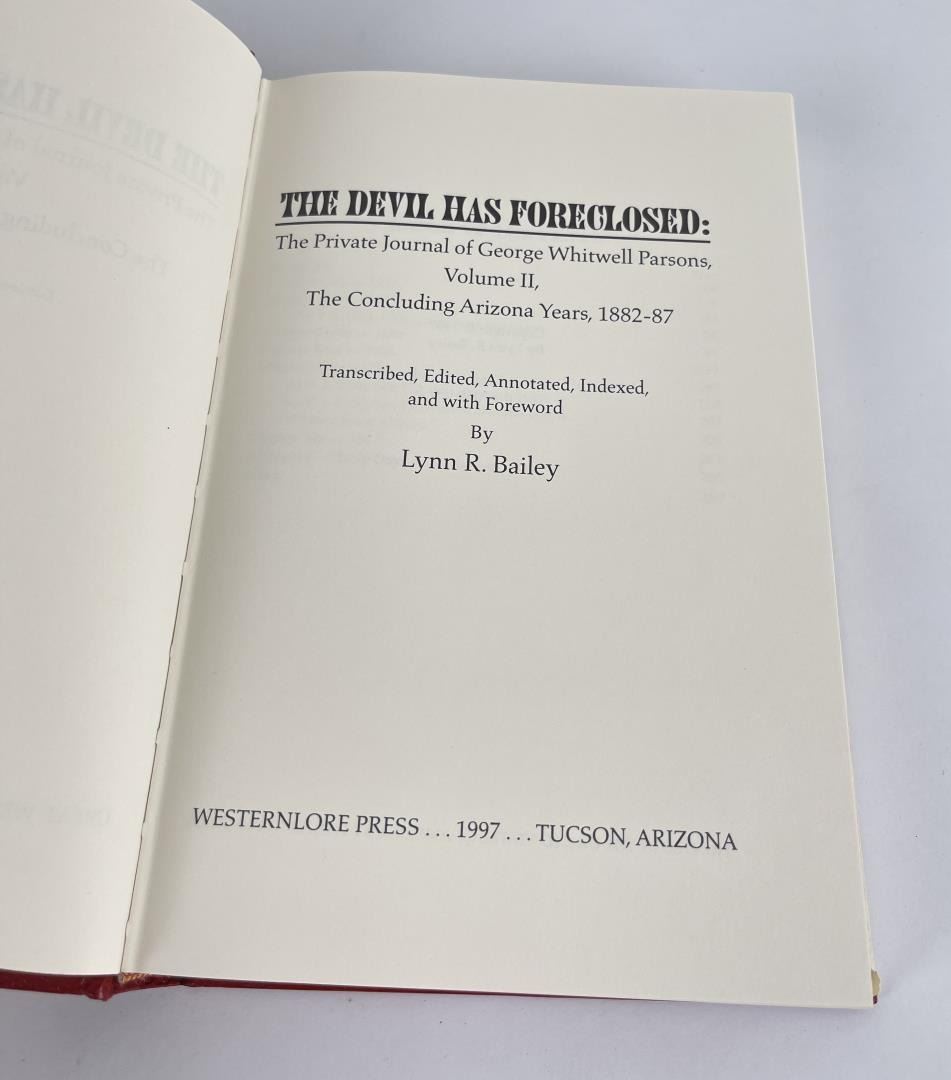 THE DEVIL HAS FORECLOSED:
The Private Journal of George Whitwell Parsons,
Volume II,
The Concluding Arizona Years, 1882-87
Transcribed, Edited, Annotated, Indexed,
and with Foreword
By
Lynn R. Bailey
WESTERNLORE PRESS ... 1997 ... TUCSON, ARIZONA